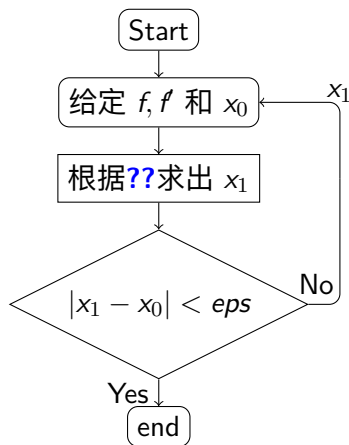 Start
给定 f, f′ 和 x₀
x₁
根据??求出 x₁
|x₁ − x₀| < eps
No
Yes
end